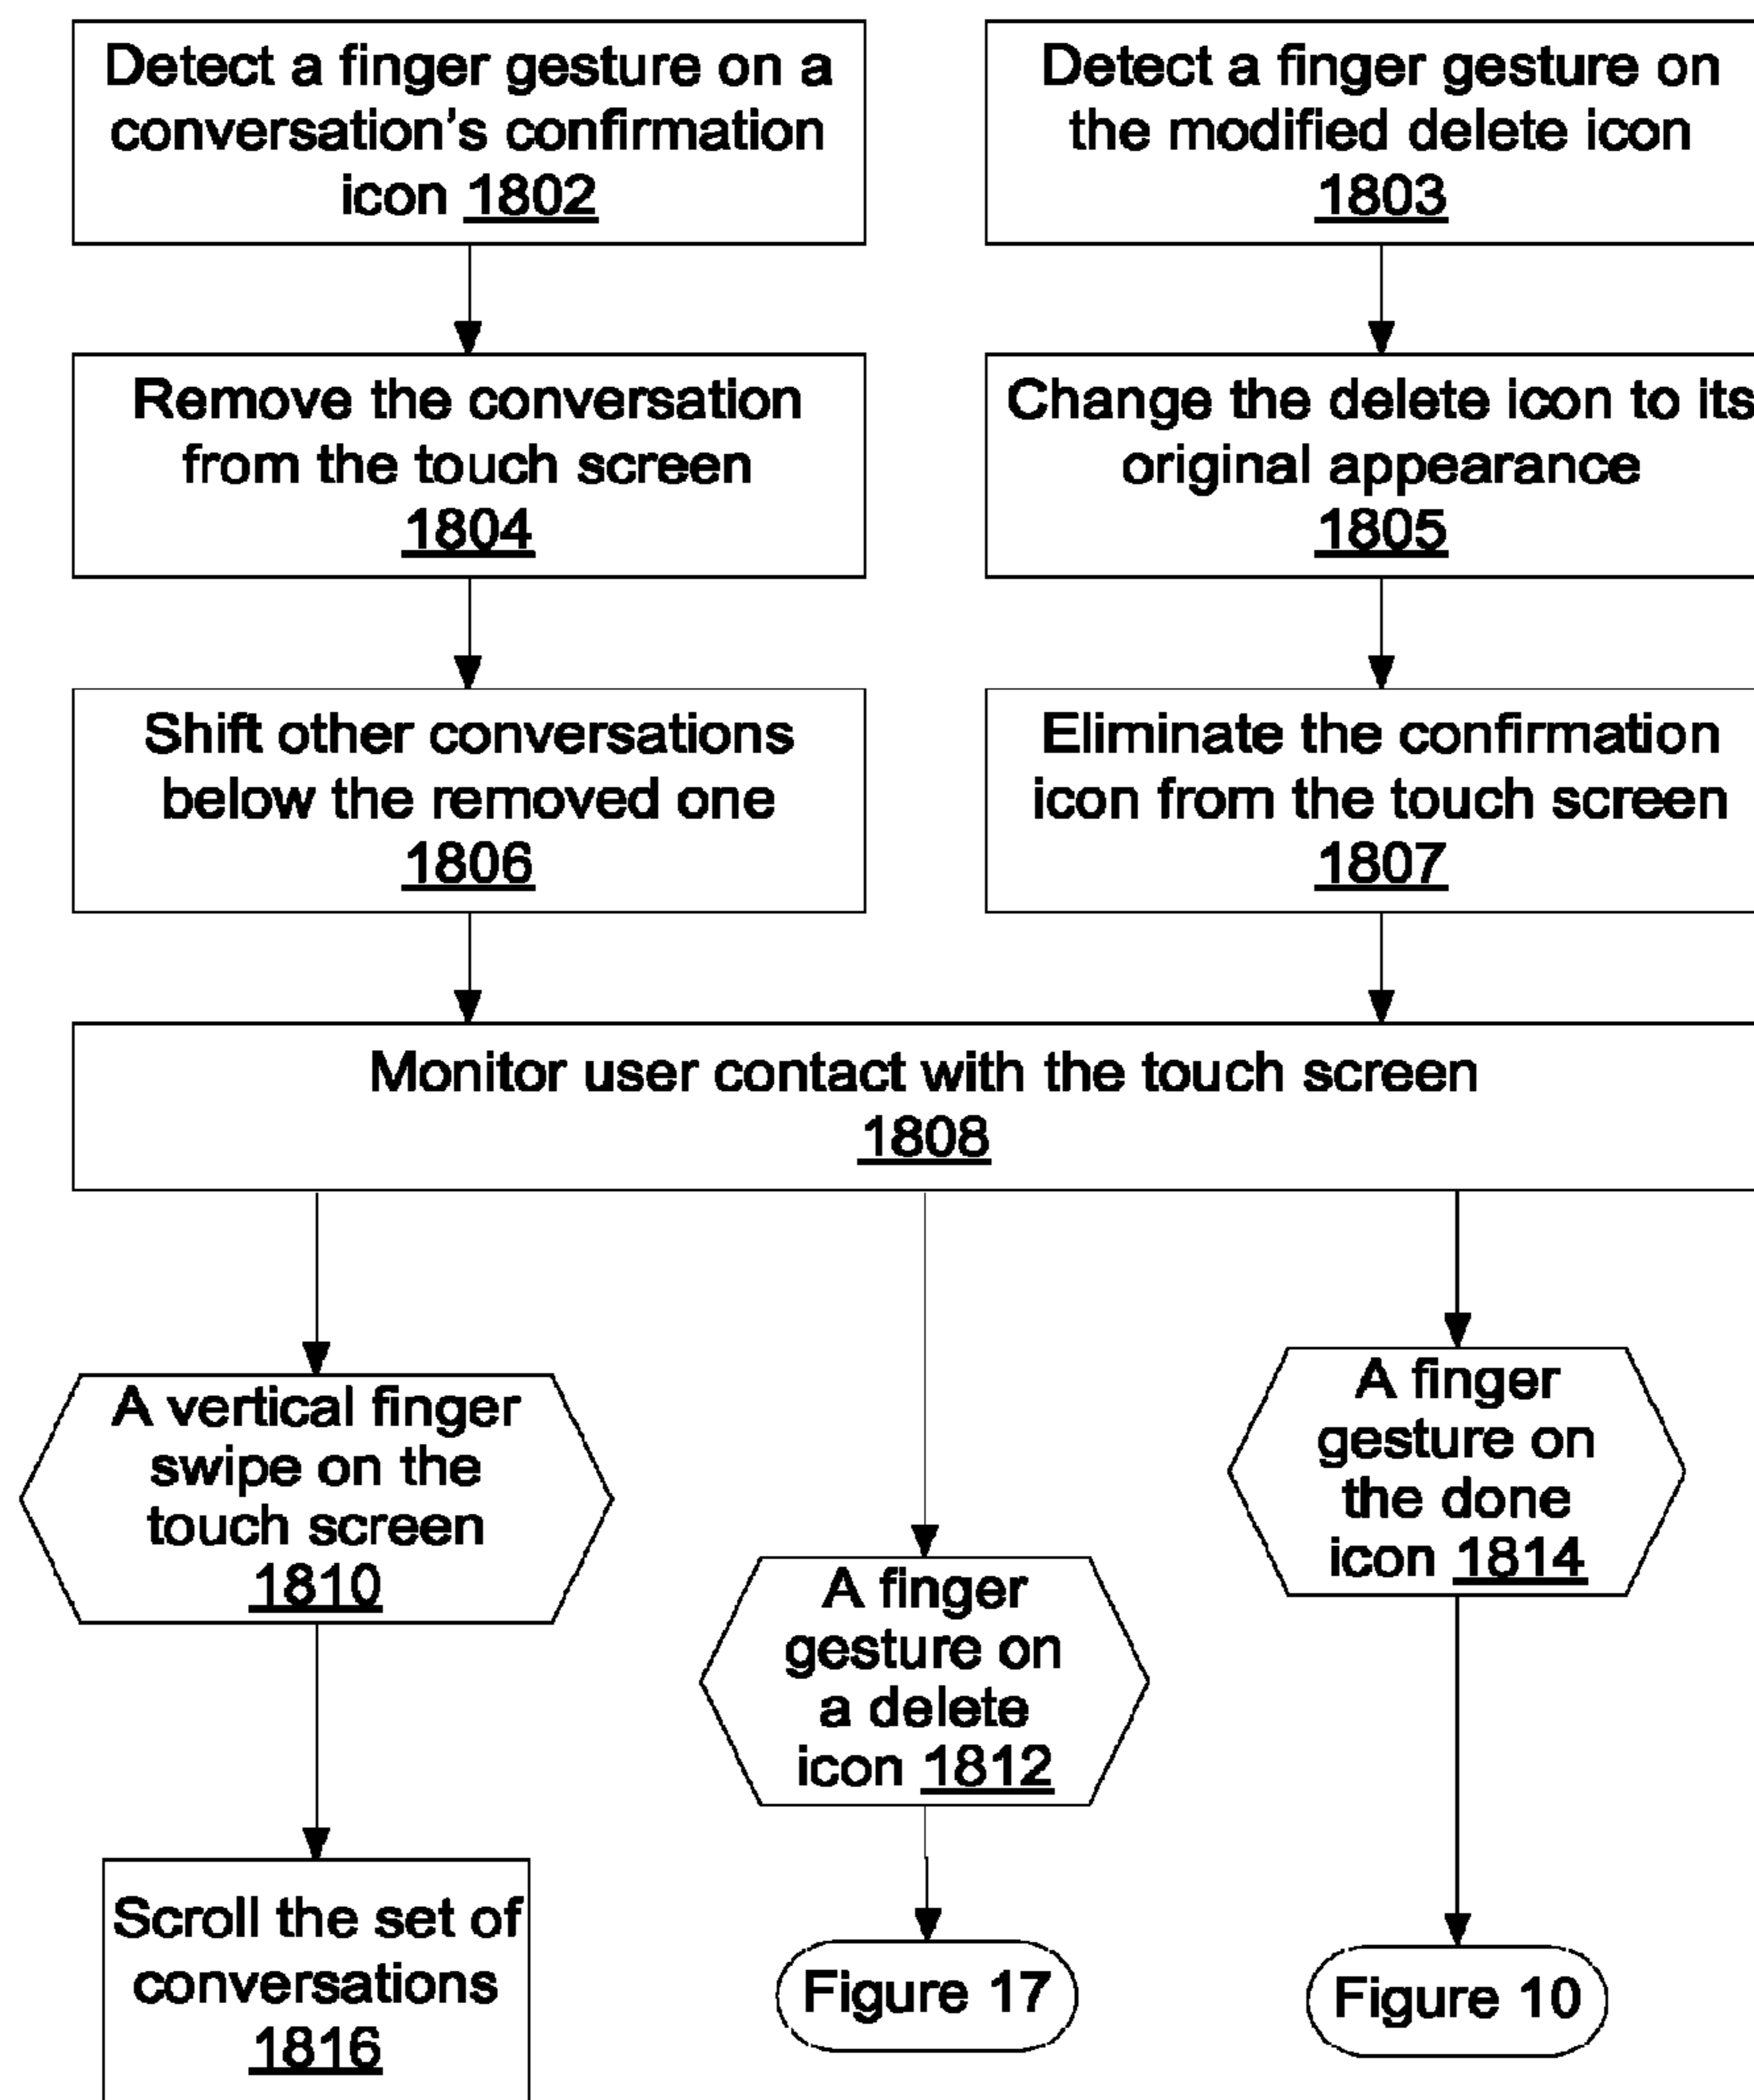 Detect a finger gesture on a
conversation's confirmation
icon 1802
Detect a finger gesture on
the modified delete icon
1803
Remove the conversation
from the touch screen
1804
Change the delete icon to its
original appearance
1805
Shift other conversations
below the removed one
1806
Eliminate the confirmation
icon from the touch screen
1807
Monitor user contact with the touch screen
1808
A vertical finger
swipe on the
touch screen
1810
A finger
gesture on
a delete
icon 1812
A finger
gesture on
the done
icon 1814
Scroll the set of
conversations
1816
Figure 17
Figure 10